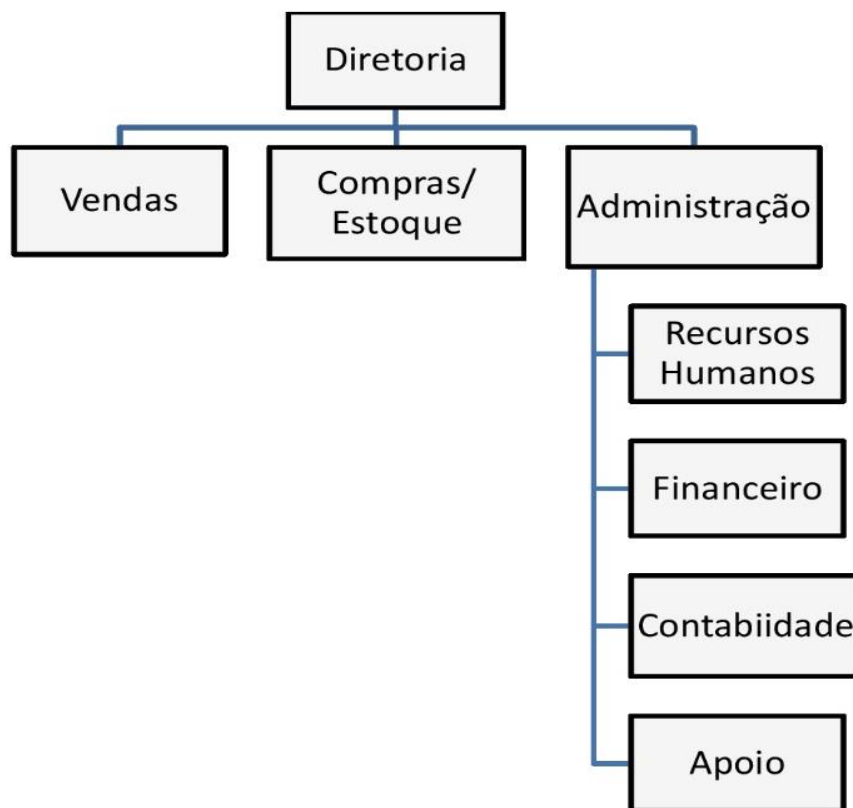 Diretoria
Vendas
Compras/
Estoque
Administração
Recursos
Humanos
Financeiro
Contabiidade
Apoio